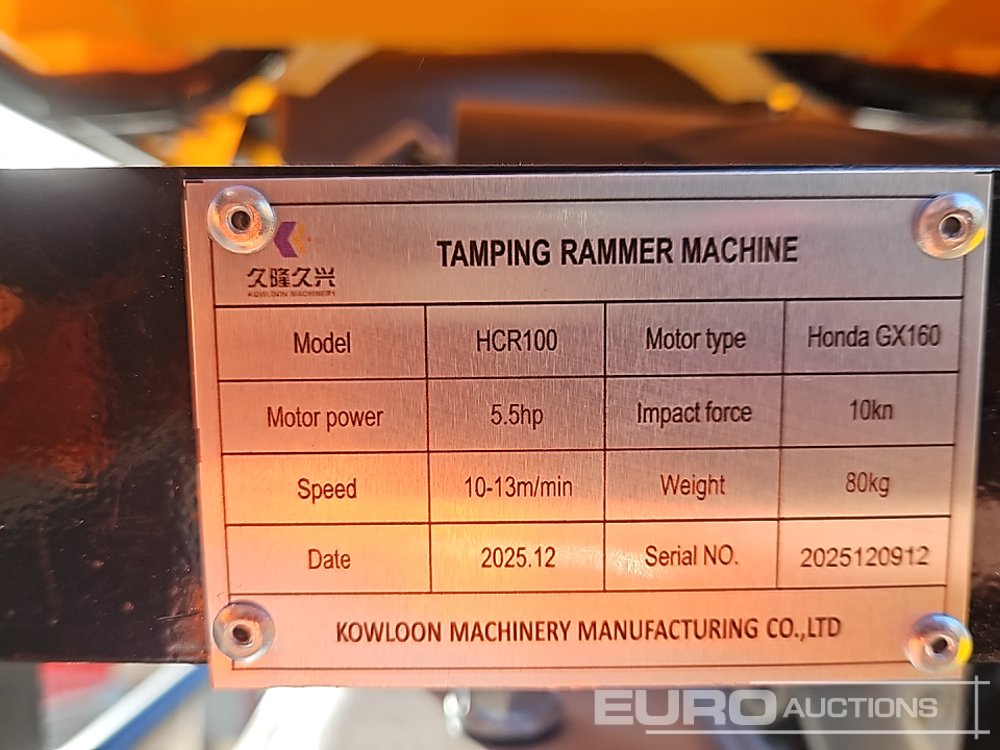 TAMPING RAMMER MACHINE
久隆久兴
KOWLOON MACHINERY
Model HCR100 Motor type Honda GX160
Motor power 5.5hp Impact force 10kn
Speed 10-13m/min Weight 80kg
Date 2025.12 Serial NO. 2025120912
KOWLOON MACHINERY MANUFACTURING CO.,LTD
EURO AUCTIONS